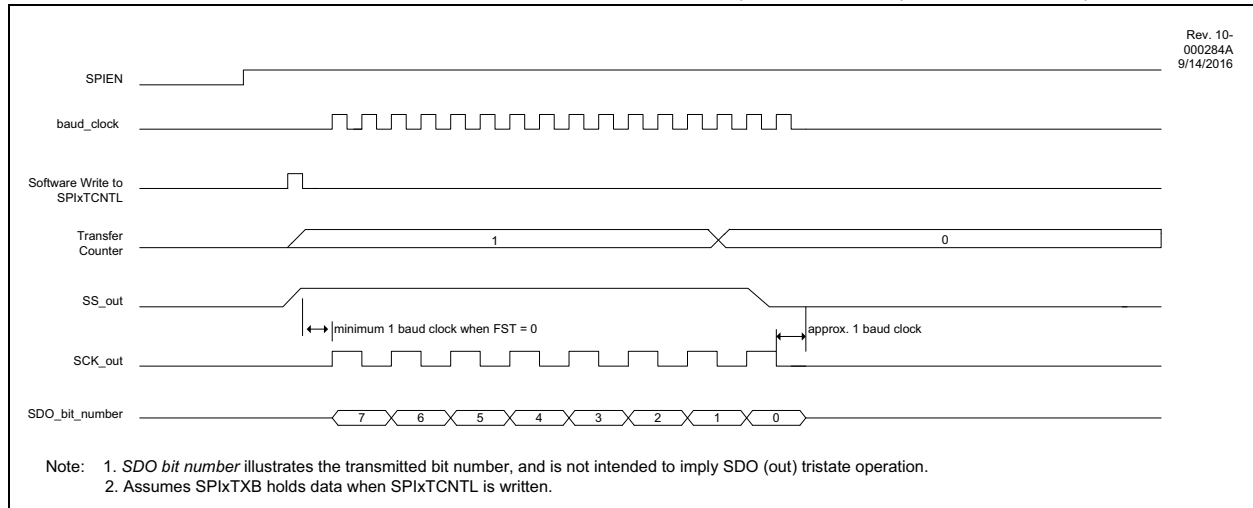 Rev. 10-
000284A
9/14/2016
SPIEN
baud_clock
Software Write to
SPIxTCNTL
Transfer
Counter
1
0
SS_out
minimum 1 baud clock when FST = 0
approx. 1 baud clock
SCK_out
SDO_bit_number
7 6 5 4 3 2 1 0
Note: 1. SDO bit number illustrates the transmitted bit number, and is not intended to imply SDO (out) tristate operation.
2. Assumes SPIxTXB holds data when SPIxTCNTL is written.